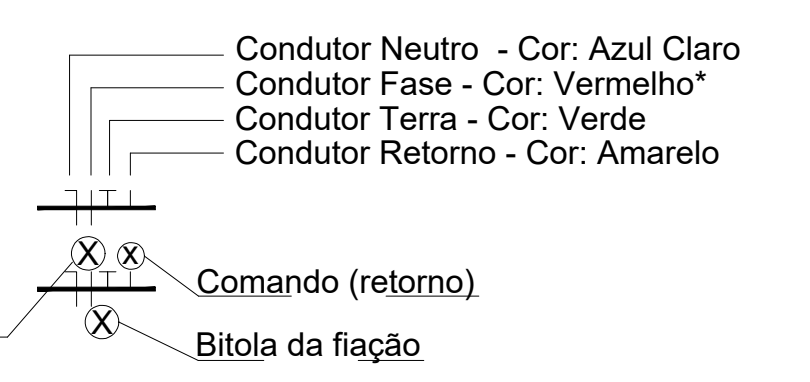 Condutor Neutro - Cor: Azul Claro
Condutor Fase - Cor: Vermelho*
Condutor Terra - Cor: Verde
Condutor Retorno - Cor: Amarelo
X X
Comando (retorno)
X
Bitola da fiação